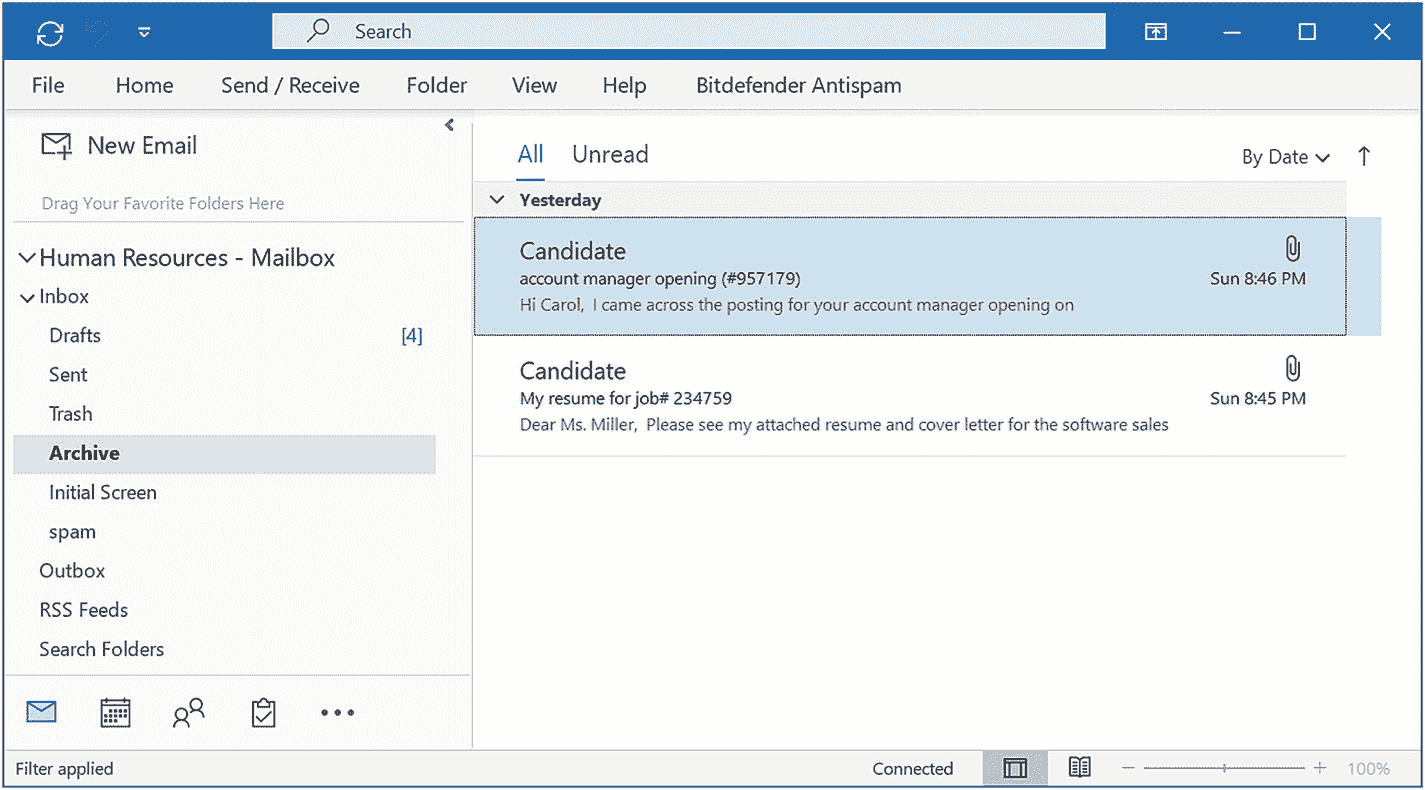 Search
File Home Send / Receive Folder View Help Bitdefender Antispam
New Email
Drag Your Favorite Folders Here
Human Resources - Mailbox
Inbox
Drafts [4]
Sent
Trash
Archive
Initial Screen
spam
Outbox
RSS Feeds
Search Folders
All Unread By Date
Yesterday
Candidate
account manager opening (#957179) Sun 8:46 PM
Hi Carol, I came across the posting for your account manager opening on
Candidate
My resume for job# 234759 Sun 8:45 PM
Dear Ms. Miller, Please see my attached resume and cover letter for the software sales
Filter applied Connected 100%